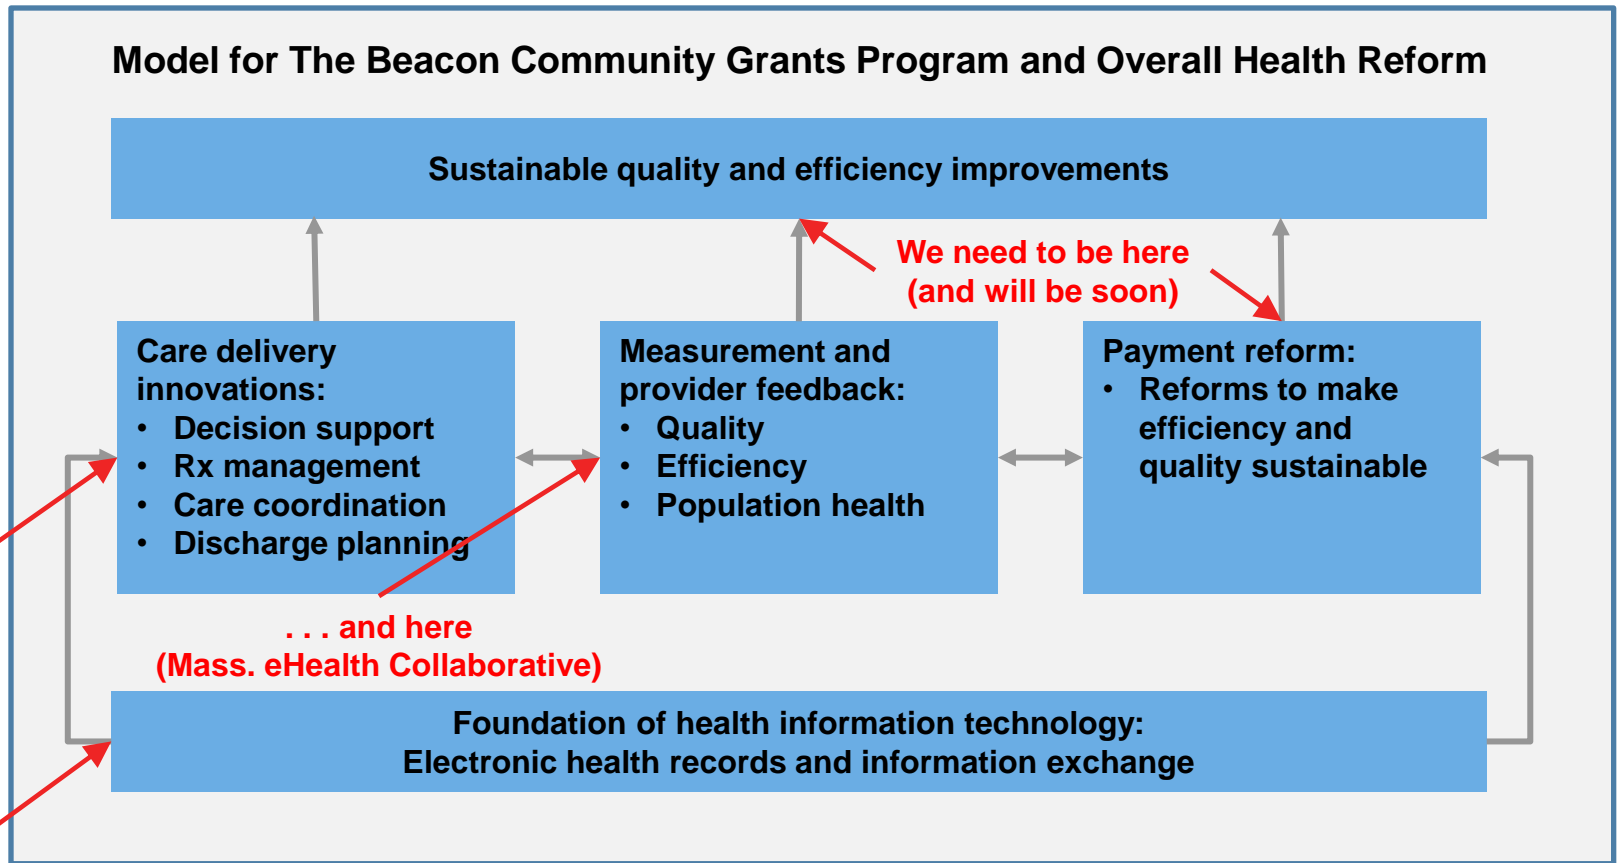 Model for The Beacon Community Grants Program and Overall Health Reform
Sustainable quality and efficiency improvements
We need to be here
(and will be soon)
Care delivery
innovations:
• Decision support
• Rx management
• Care coordination
• Discharge planning
Measurement and
provider feedback:
• Quality
• Efficiency
• Population health
Payment reform:
• Reforms to make
efficiency and
quality sustainable
. . . and here
(Mass. eHealth Collaborative)
Foundation of health information technology:
Electronic health records and information exchange